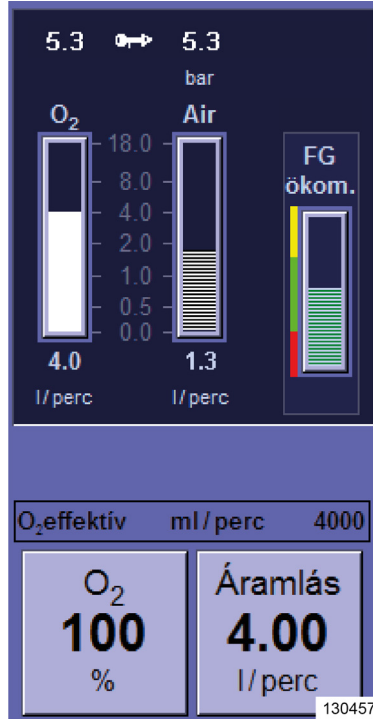 5.3 5.3
bar
O₂ Air
18.0
8.0
4.0
2.0
1.0
0.5
0.0
FG
ökom.
4.0 1.3
l/perc l/perc
O₂effektív ml/perc 4000
O₂
100
%
Áramlás
4.00
l/perc
130457